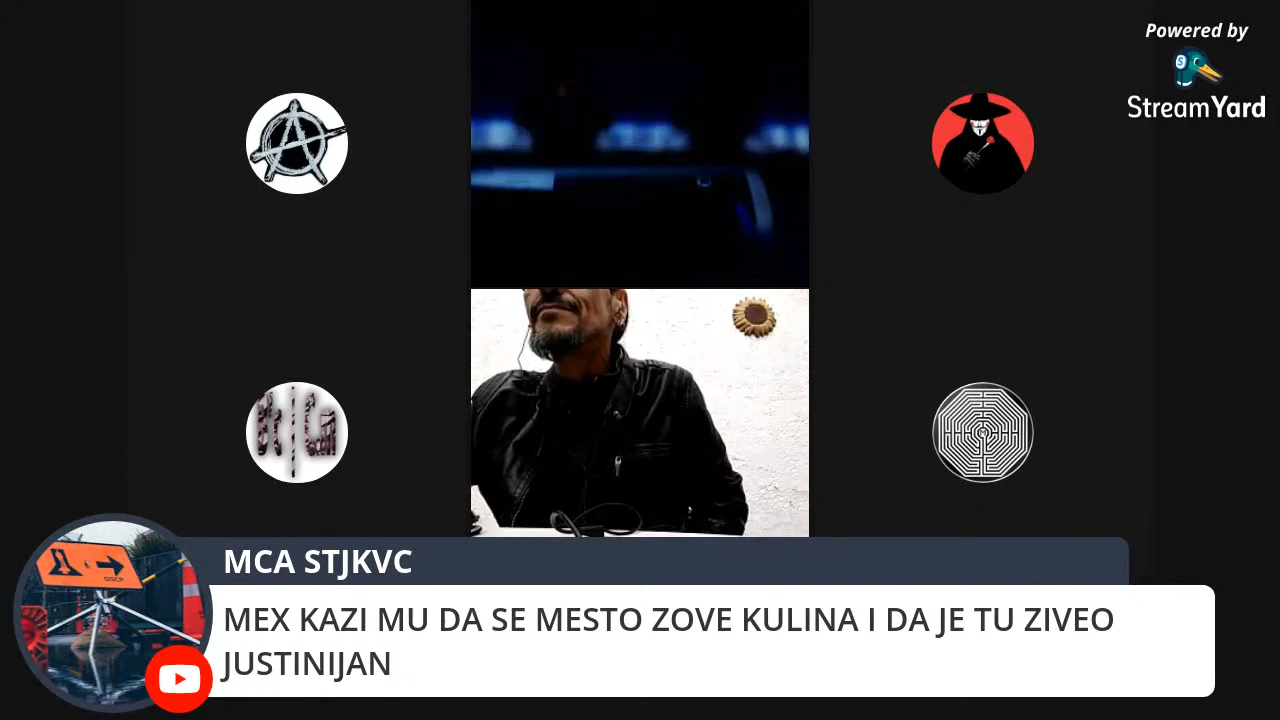 Powered by
StreamYard
MCA STJKVC
MEX KAZI MU DA SE MESTO ZOVE KULINA I DA JE TU ZIVEO
JUSTINIJAN